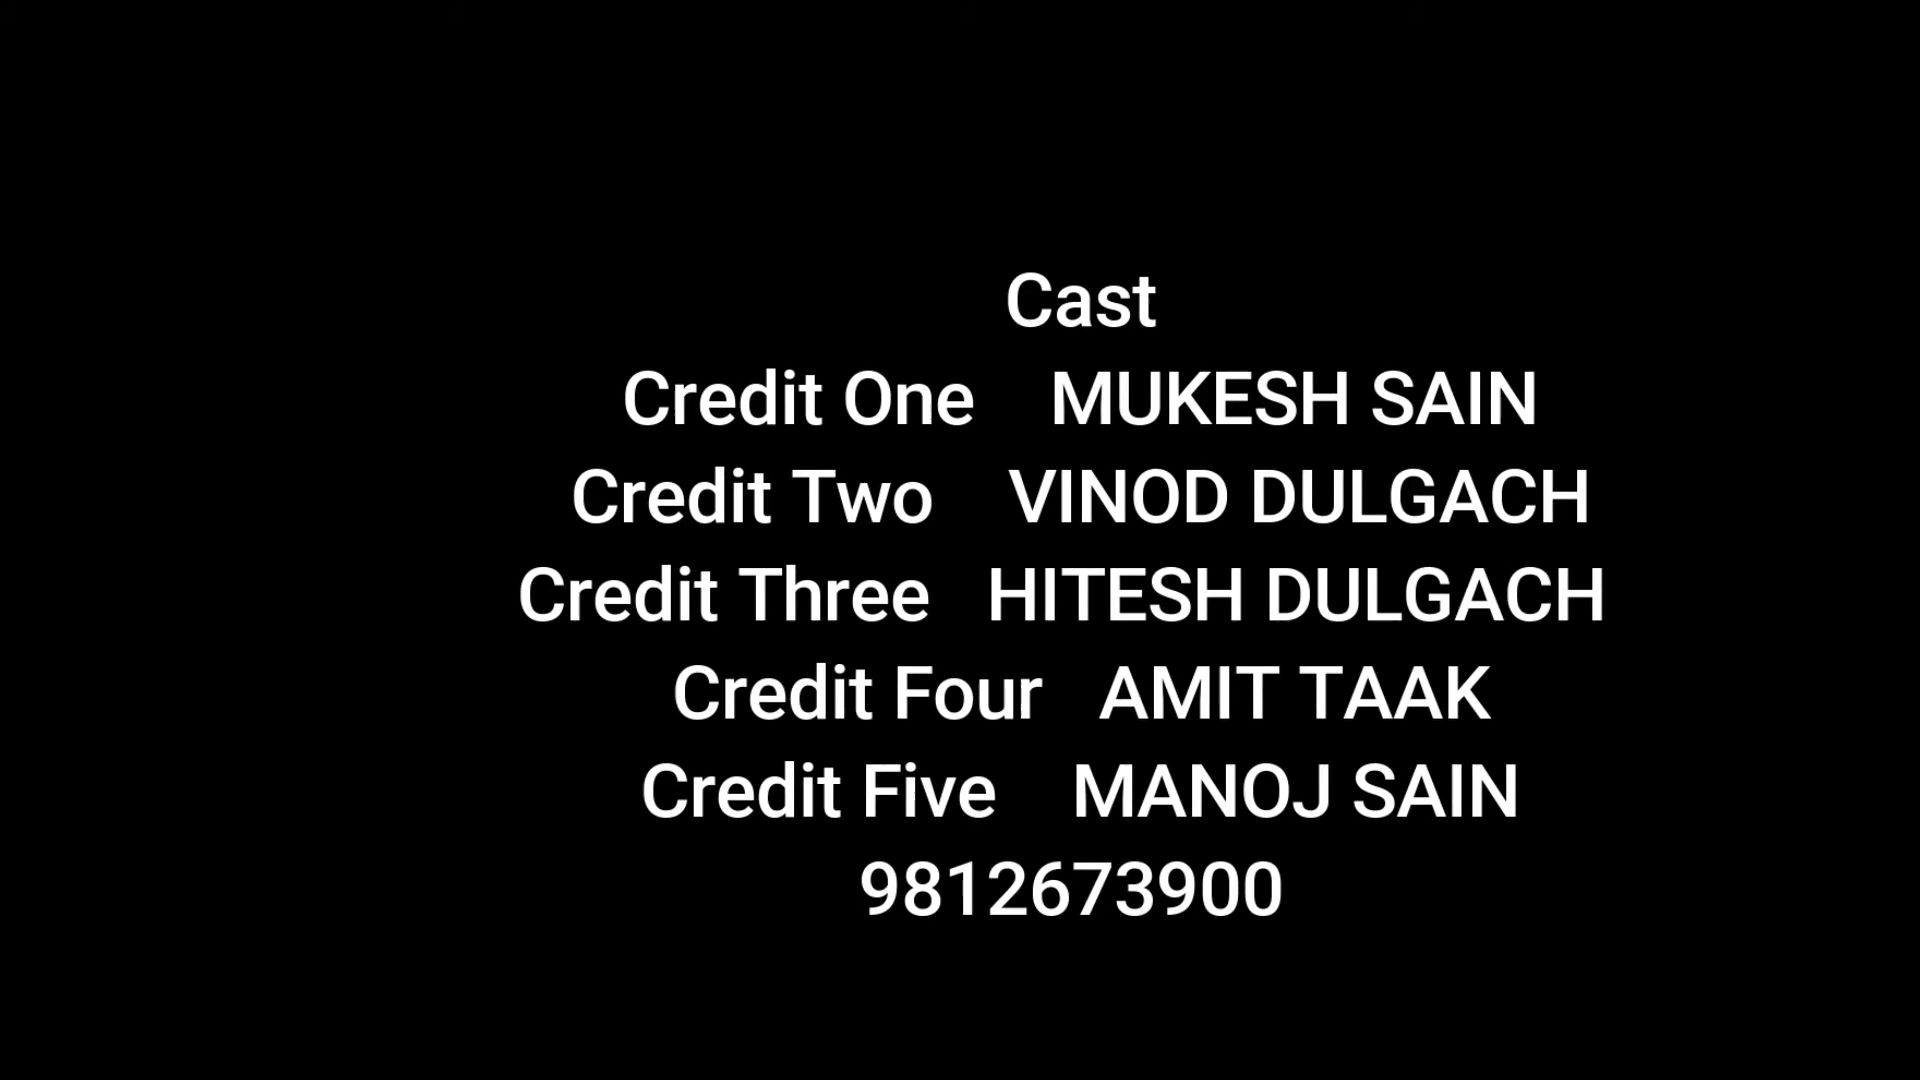 Cast
Credit One MUKESH SAIN
Credit Two VINOD DULGACH
Credit Three HITESH DULGACH
Credit Four AMIT TAAK
Credit Five MANOJ SAIN
9812673900